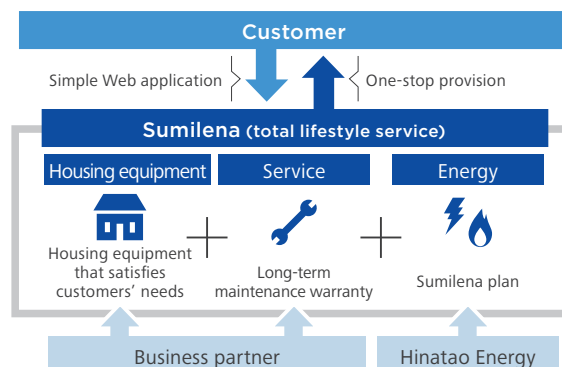 Customer
Simple Web application
One-stop provision
Sumilena (total lifestyle service)
Housing equipment
Service
Energy
Housing equipment
that satisfies
customers’ needs
Long-term
maintenance warranty
Sumilena plan
Business partner
Hinatao Energy